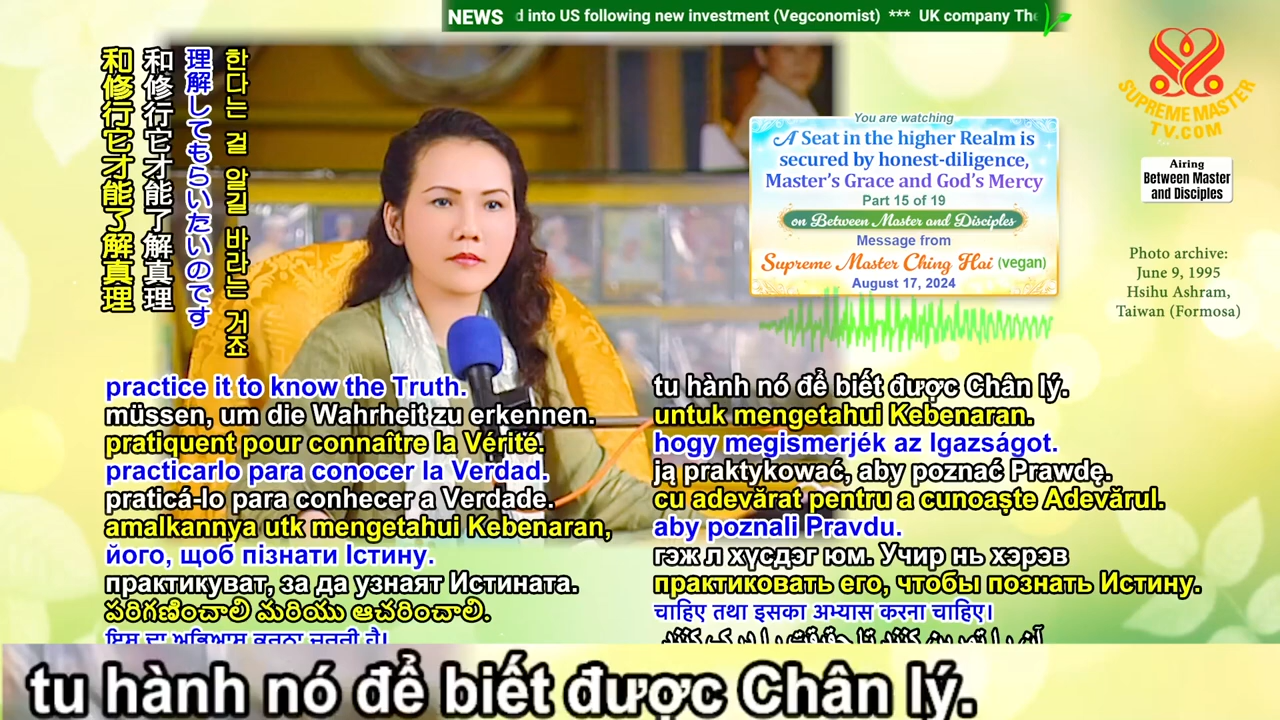 NEWS d into US following new investment (Vegconomist) *** UK company Th
SUPREME MASTER
TV.COM
Airing
Between Master
and Disciples
Photo archive:
June 9, 1995
Hsihu Ashram,
Taiwan (Formosa)
You are watching
A Seat in the higher Realm is
secured by honest-diligence,
Master's Grace and God's Mercy
Part 15 of 19
on Between Master and Disciples
Message from
Supreme Master Ching Hai (vegan)
August 17, 2024
한다는 걸 알길 바라는 거죠
理解してもらいたいのです
和修行它才能了解真理
和修行它才能了解真理
practice it to know the Truth.
müssen, um die Wahrheit zu erkennen.
pratiquent pour connaître la Vérité.
practicarlo para conocer la Verdad.
praticá-lo para conhecer a Verdade.
amalkannya utk mengetahui Kebenaran,
його, щоб пізнати Істину.
практикуват, за да узнаят Истината.
పరిగణించాలి మరియు ఆచరించాలి.
ਇਸ ਦਾ ਅਭਿਆਸ ਕਰਨਾ ਜ਼ਰੂਰੀ ਹੈ।
tu hành nó để biết được Chân lý.
untuk mengetahui Kebenaran.
hogy megismerjék az Igazságot.
ją praktykować, aby poznać Prawdę.
cu adevărat pentru a cunoaște Adevărul.
aby poznali Pravdu.
гэж л хүсдэг юм. Учир нь хэрэв
практиковать его, чтобы познать Истину.
चाहिए तथा इसका अभ्यास करना चाहिए।
tu hành nó để biết được Chân lý.